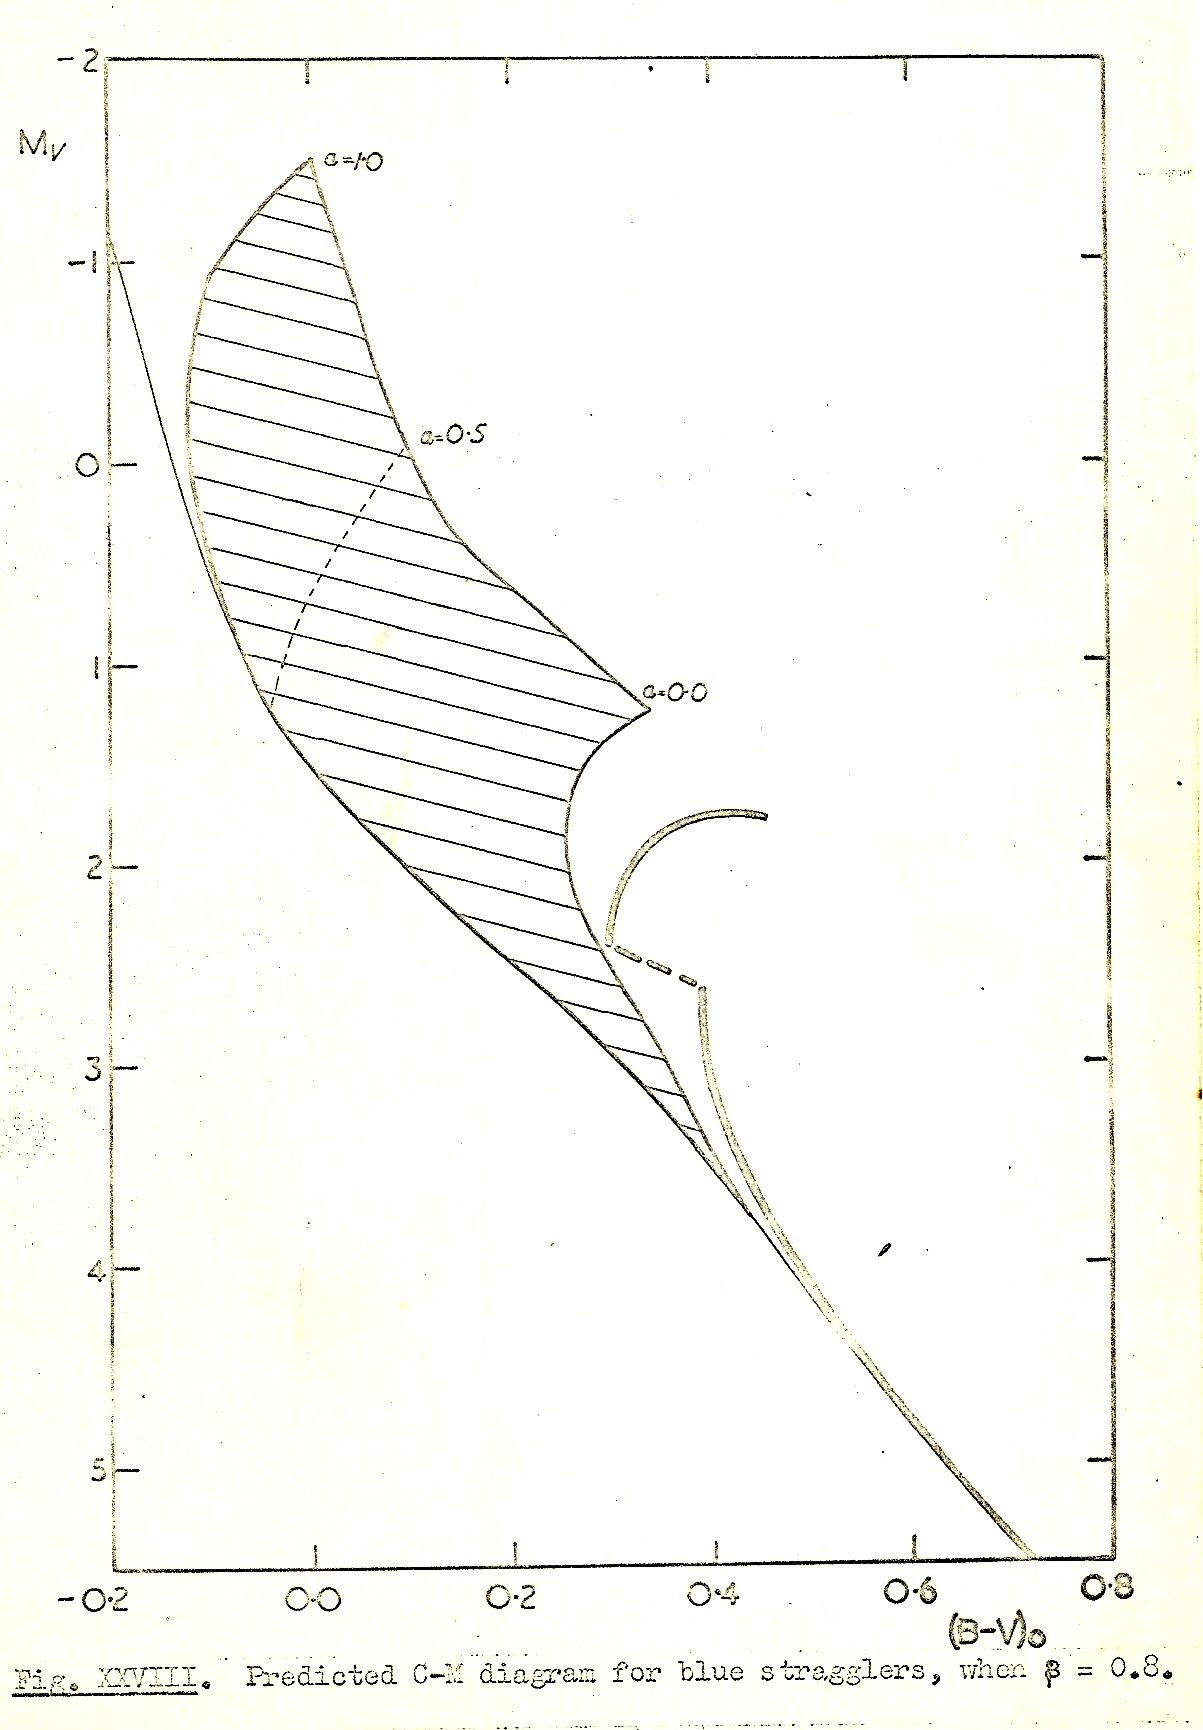 -2
Mv
a=1·0
-1
a=0·5
0
a=0·0
1
2
3
4
5
-0·2 0·0 0·2 0·4 0·6 0·8
(B-V)o
Fig. XXVIII. Predicted C-M diagram for blue stragglers, when β = 0.8.